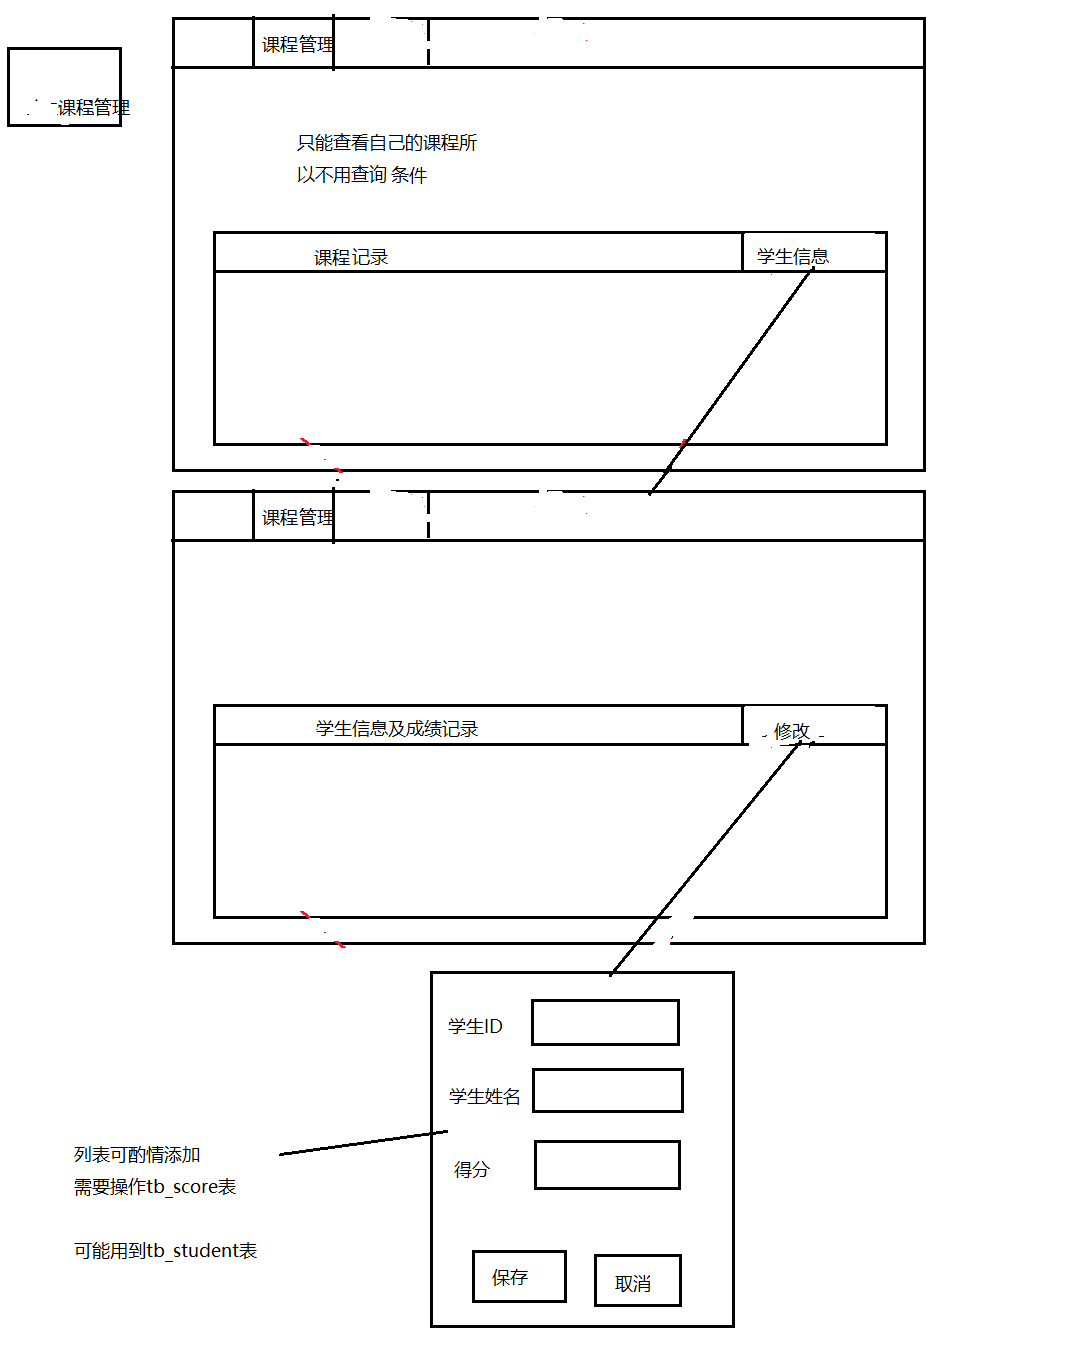 课程管理
课程管理
只能查看自己的课程所
以不用查询 条件
课程记录
学生信息
课程管理
学生信息及成绩记录
修改
学生ID
学生姓名
得分
列表可酌情添加
需要操作tb_score表
可能用到tb_student表
保存
取消